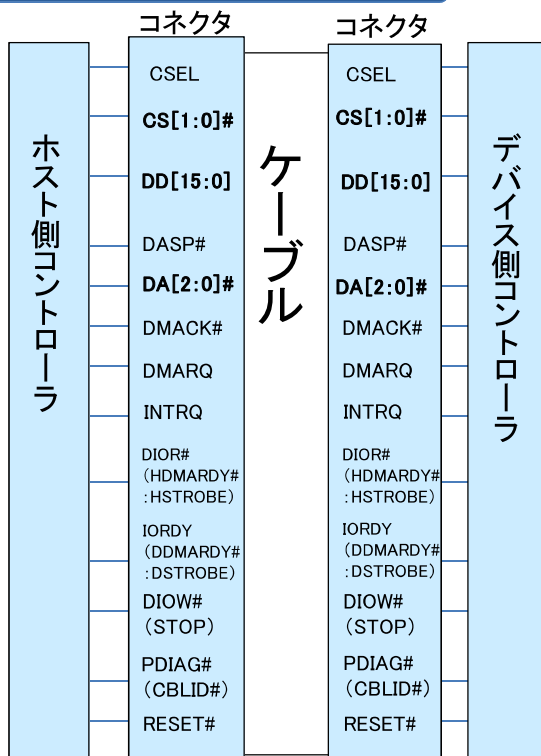 コネクタ
コネクタ
ホスト側コントローラ
CSEL
CS[1:0]#
DD[15:0]
DASP#
DA[2:0]#
DMACK#
DMARQ
INTRQ
DIOR#
(HDMARDY#
:HSTROBE)
IORDY
(DDMARDY#
:DSTROBE)
DIOW#
(STOP)
PDIAG#
(CBLID#)
RESET#
ケーブル
CSEL
CS[1:0]#
DD[15:0]
DASP#
DA[2:0]#
DMACK#
DMARQ
INTRQ
DIOR#
(HDMARDY#
:HSTROBE)
IORDY
(DDMARDY#
:DSTROBE)
DIOW#
(STOP)
PDIAG#
(CBLID#)
RESET#
デバイス側コントローラ